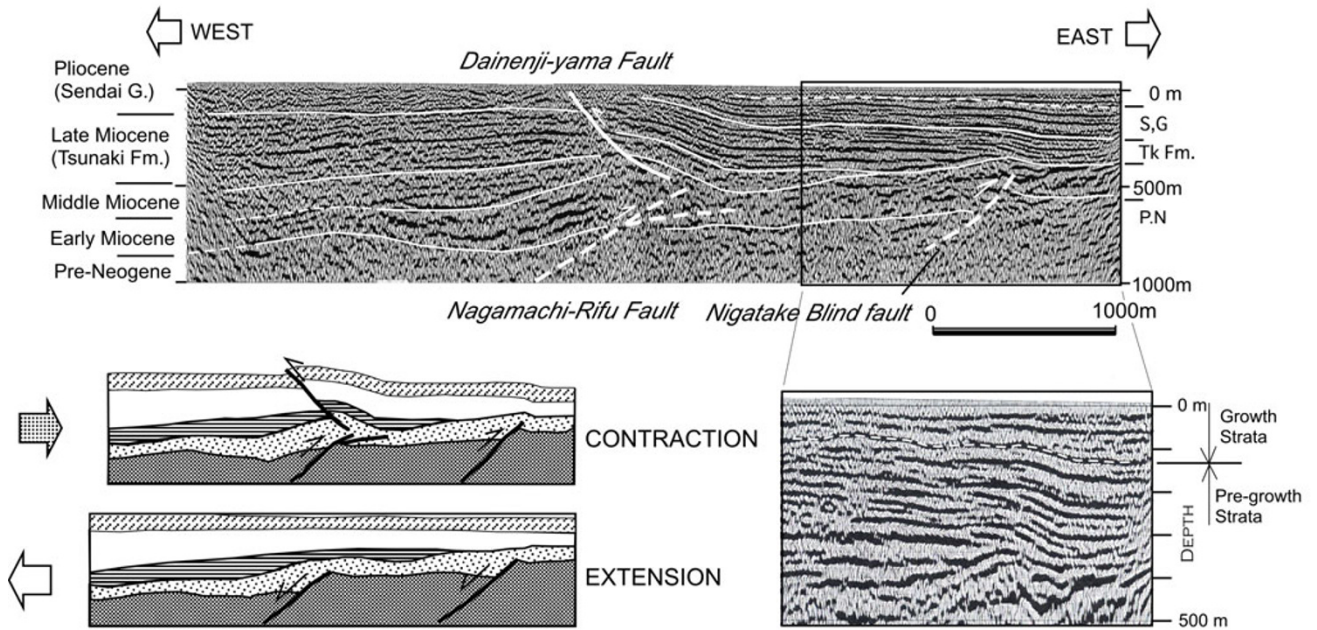 WEST
EAST
Dainenji-yama Fault
Pliocene
(Sendai G.)
Late Miocene
(Tsunaki Fm.)
Middle Miocene
Early Miocene
Pre-Neogene
0 m
S,G
Tk Fm.
500m
P.N
1000m
Nagamachi-Rifu Fault
Nigatake Blind fault
0
1000m
CONTRACTION
EXTENSION
0 m
Growth
Strata
Pre-growth
Strata
DEPTH
500 m